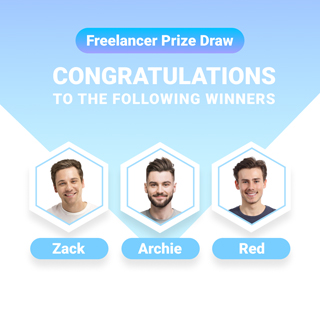 Freelancer Prize Draw
CONGRATULATIONS
TO THE FOLLOWING WINNERS
Zack
Archie
Red